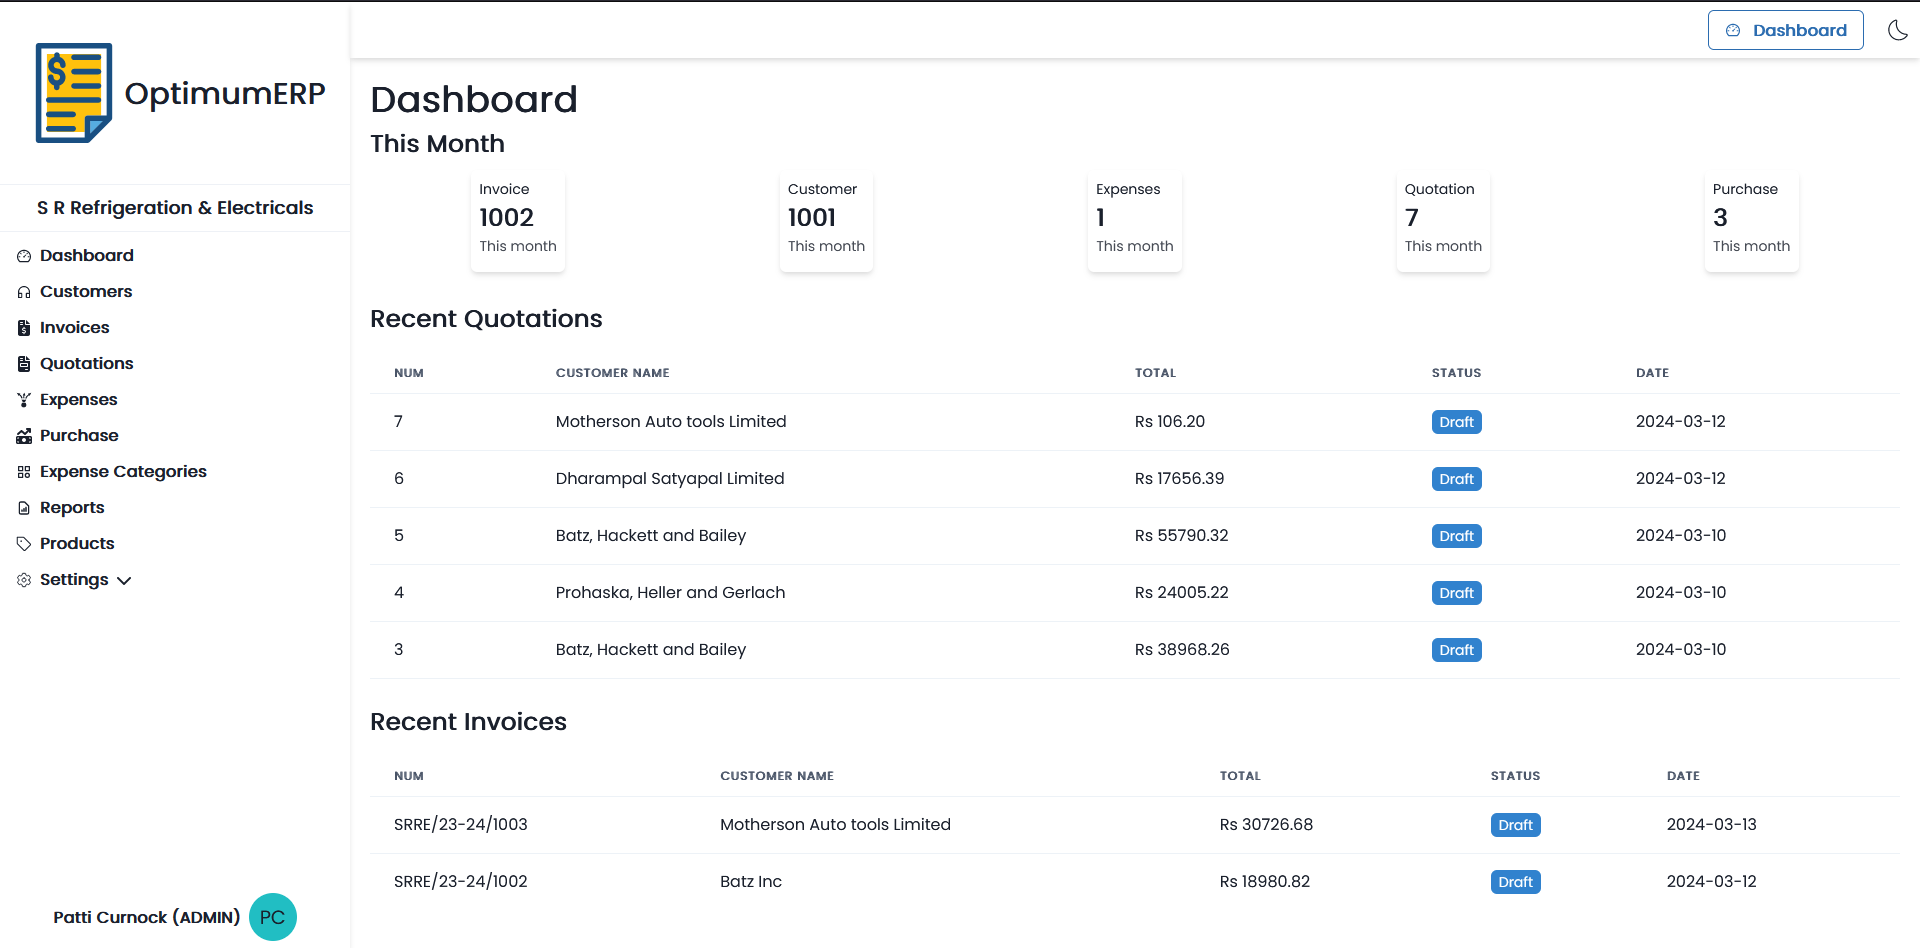 Dashboard
OptimumERP
S R Refrigeration & Electricals
Dashboard
Customers
Invoices
Quotations
Expenses
Purchase
Expense Categories
Reports
Products
Settings
Patti Curnock (ADMIN) PC
Dashboard
This Month
Invoice
1002
This month
Customer
1001
This month
Expenses
1
This month
Quotation
7
This month
Purchase
3
This month
Recent Quotations
NUM CUSTOMER NAME TOTAL STATUS DATE
7 Motherson Auto tools Limited Rs 106.20 Draft 2024-03-12
6 Dharampal Satyapal Limited Rs 17656.39 Draft 2024-03-12
5 Batz, Hackett and Bailey Rs 55790.32 Draft 2024-03-10
4 Prohaska, Heller and Gerlach Rs 24005.22 Draft 2024-03-10
3 Batz, Hackett and Bailey Rs 38968.26 Draft 2024-03-10
Recent Invoices
NUM CUSTOMER NAME TOTAL STATUS DATE
SRRE/23-24/1003 Motherson Auto tools Limited Rs 30726.68 Draft 2024-03-13
SRRE/23-24/1002 Batz Inc Rs 18980.82 Draft 2024-03-12